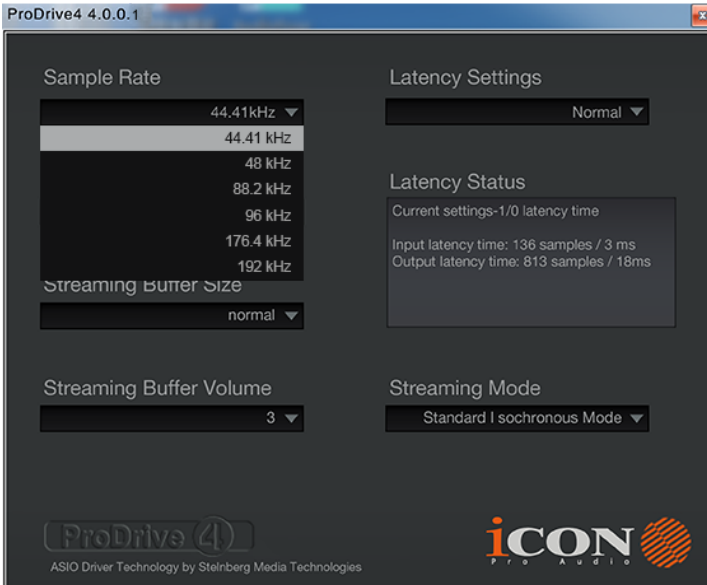 ProDrive4 4.0.0.1
Sample Rate
44.41kHz
44.41 kHz
48 kHz
88.2 kHz
96 kHz
176.4 kHz
192 kHz
Streaming Buffer Size
normal
Streaming Buffer Volume
3
Latency Settings
Normal
Latency Status
Current settings-1/0 latency time
Input latency time: 136 samples / 3 ms
Output latency time: 813 samples / 18ms
Streaming Mode
Standard I sochronous Mode
ProDrive 4
ASIO Driver Technology by Steinberg Media Technologies
iCON
Pro Audio